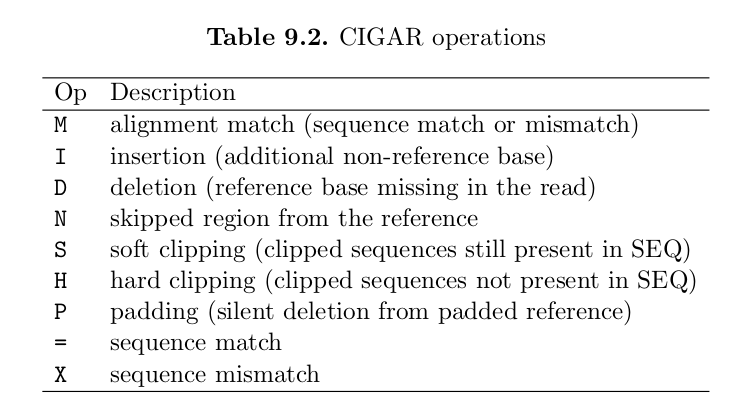 Table 9.2. CIGAR operations
Op Description
M alignment match (sequence match or mismatch)
I insertion (additional non-reference base)
D deletion (reference base missing in the read)
N skipped region from the reference
S soft clipping (clipped sequences still present in SEQ)
H hard clipping (clipped sequences not present in SEQ)
P padding (silent deletion from padded reference)
= sequence match
X sequence mismatch